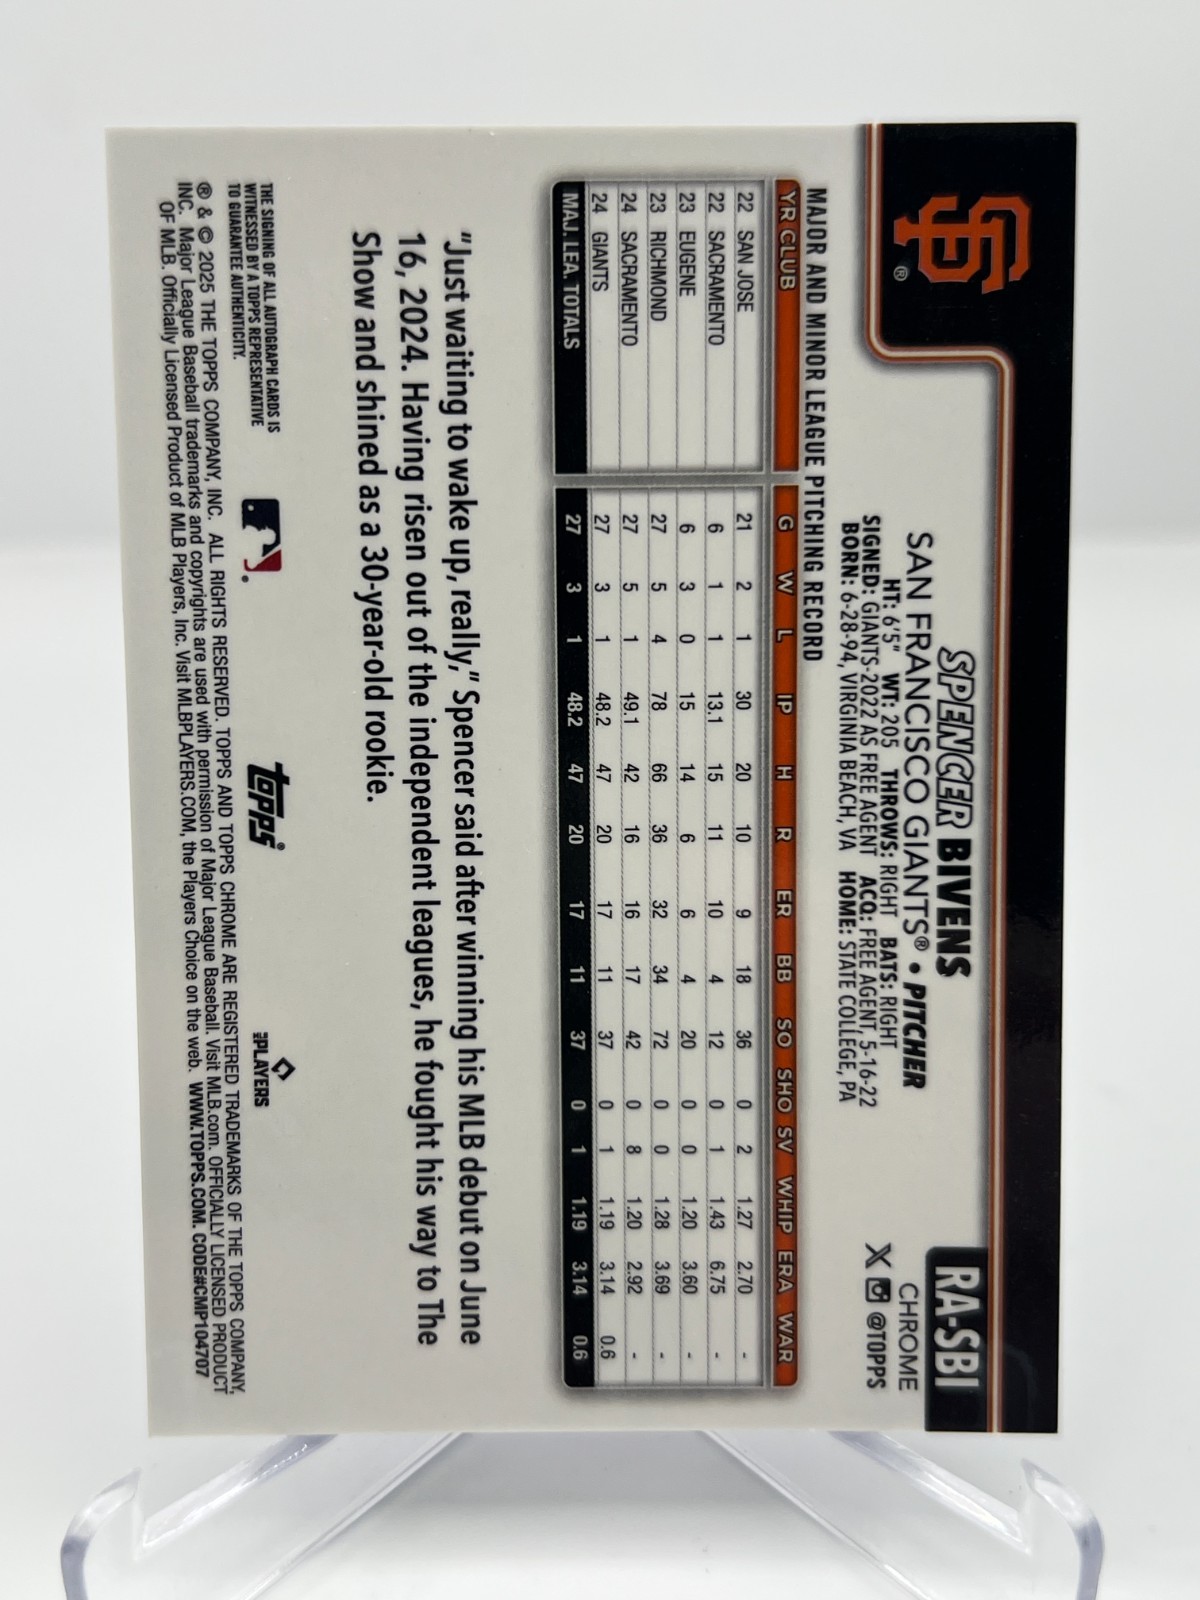 SF®
SPENCER BIVENS
SAN FRANCISCO GIANTS® • PITCHER
HT: 6'5" WT: 205 THROWS: RIGHT BATS: RIGHT
SIGNED: GIANTS-2022 AS FREE AGENT ACQ: FREE AGENT, 5-16-22
BORN: 6-28-94, VIRGINIA BEACH, VA HOME: STATE COLLEGE, PA
RA-SBI
CHROME
X @TOPPS
MAJOR AND MINOR LEAGUE PITCHING RECORD
YR CLUB G W L IP H R ER BB SO SHO SV WHIP ERA WAR
22 SAN JOSE 21 2 1 30 20 10 9 18 36 0 2 1.27 2.70 -
22 SACRAMENTO 6 1 1 13.1 15 11 10 4 12 0 1 1.43 6.75 -
23 EUGENE 6 3 0 15 14 6 6 4 20 0 0 1.20 3.60 -
23 RICHMOND 27 5 4 78 66 36 32 34 72 0 0 1.28 3.69 -
24 SACRAMENTO 27 5 1 49.1 42 16 16 17 42 0 8 1.20 2.92 -
24 GIANTS 27 3 1 48.2 47 20 17 11 37 0 1 1.19 3.14 0.6
MAJ. LEA. TOTALS 27 3 1 48.2 47 20 17 11 37 0 1 1.19 3.14 0.6
"Just waiting to wake up, really," Spencer said after winning his MLB debut on June
16, 2024. Having risen out of the independent leagues, he fought his way to The
Show and shined as a 30-year-old rookie.
THE SIGNING OF ALL AUTOGRAPH CARDS IS
WITNESSED BY A TOPPS REPRESENTATIVE
TO GUARANTEE AUTHENTICITY.
topps®
MLB PLAYERS
® & © 2025 THE TOPPS COMPANY, INC. ALL RIGHTS RESERVED. TOPPS AND TOPPS CHROME ARE REGISTERED TRADEMARKS OF THE TOPPS COMPANY,
INC. Major League Baseball trademarks and copyrights are used with permission of Major League Baseball. Visit MLB.com. OFFICIALLY LICENSED PRODUCT
OF MLB. Officially Licensed Product of MLB Players, Inc. Visit MLBPLAYERS.COM, the Players Choice on the web. WWW.TOPPS.COM. CODE#CMP104707